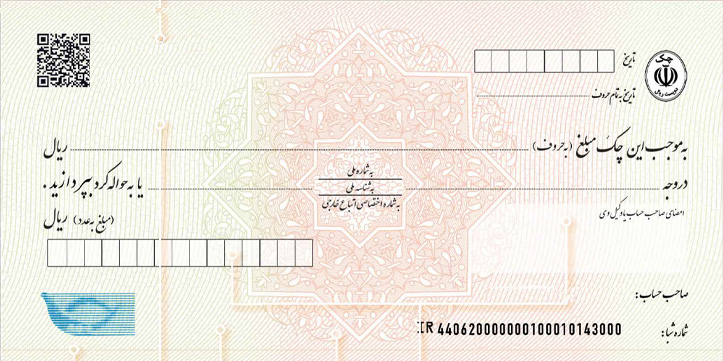 چک
تاریخ
تاریخ به تمام حروف
به موجب این چک مبلغ (به حروف) ریال
در وجه به شماره ملی یا به حواله کرد بپردازید.
به شناسه ملی
به شماره اختصاصی اتباع خارجی
امضای صاحب حساب یا وکیل وی
(مبلغ به عدد) ریال
صاحب حساب:
شماره شبا: IR 440620000000100010143000